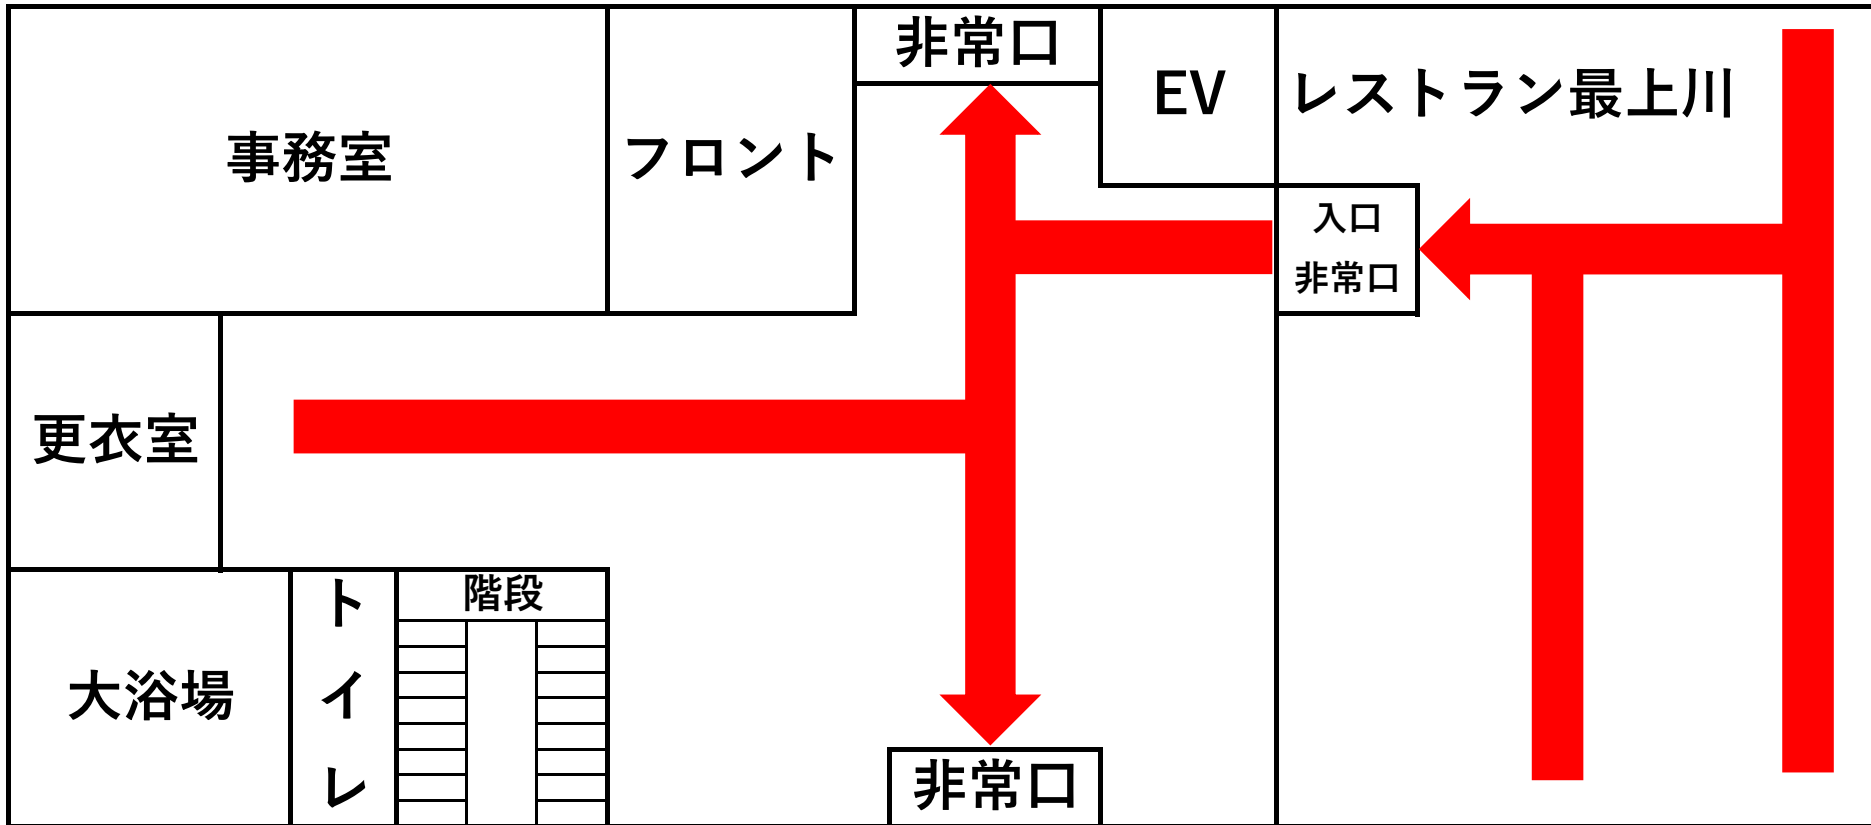 非常口
EV
レストラン最上川
事務室
フロント
入口
非常口
更衣室
階段
トイレ
大浴場
非常口